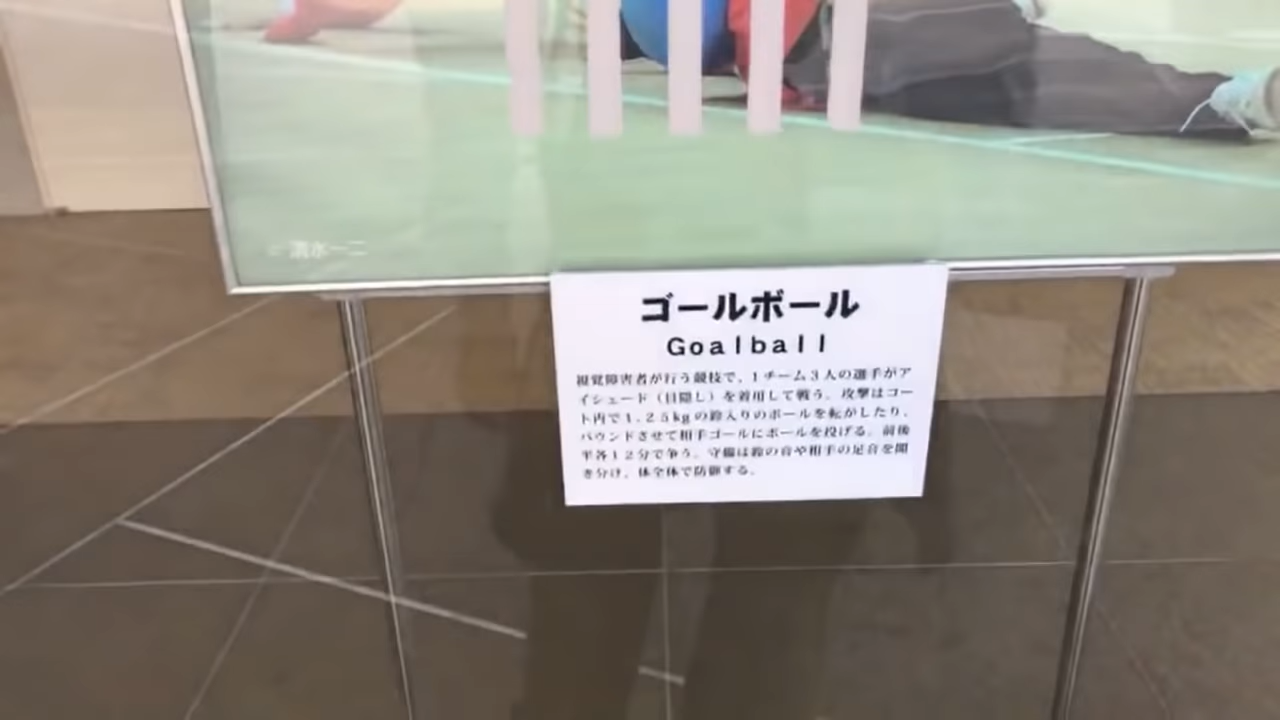 © 清水一二
ゴールボール
Goalball
視覚障害者が行う競技で、1チーム3人の選手がア
イシェード（目隠し）を着用して戦う。攻撃はコー
ト内で1.25kgの鈴入りのボールを転がしたり、
バウンドさせて相手ゴールにボールを投げる。前後
半各12分で争う。守備は鈴の音や相手の足音を聞
き分け、体全体で防御する。